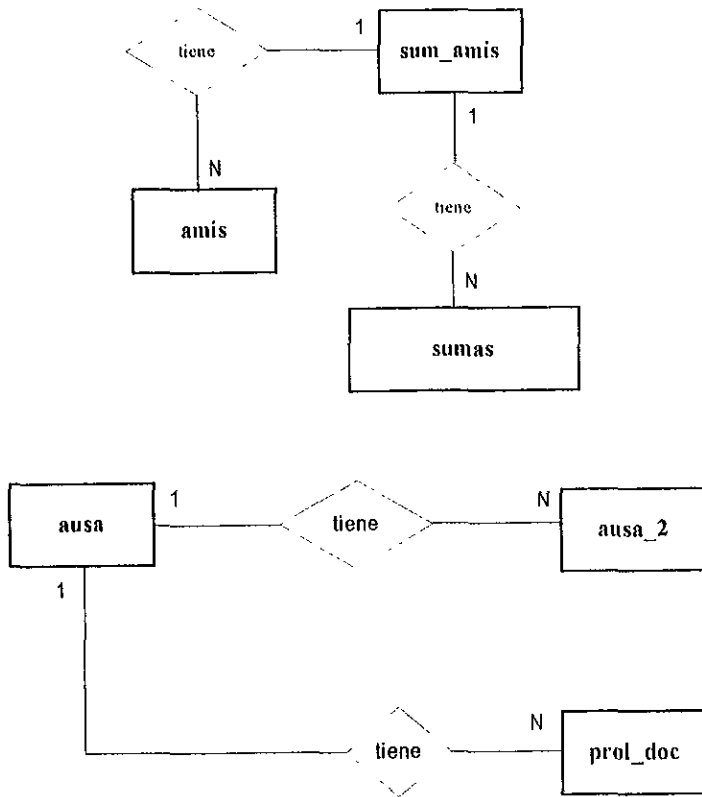 1
tiene
sum_amis
1
N
amis
tiene
N
sumas
1
N
ausa
tiene
ausa_2
1
N
tiene
prol_doc